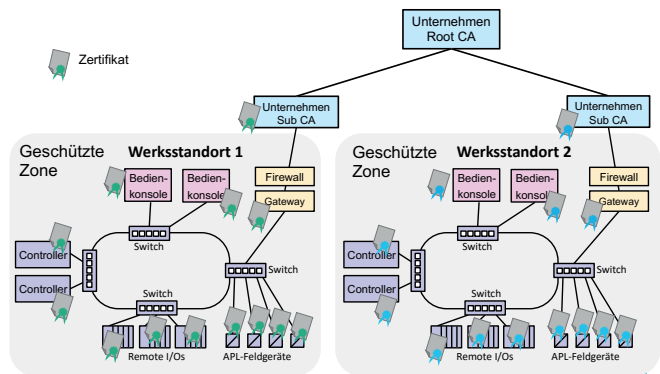 Unternehmen
Root CA
Zertifikat
Unternehmen
Sub CA
Unternehmen
Sub CA
Geschützte
Zone
Werksstandort 1
Bedien-
konsole
Bedien-
konsole
Firewall
Gateway
Switch
Controller
Controller
Switch
Switch
Remote I/Os
APL-Feldgeräte
Geschützte
Zone
Werksstandort 2
Bedien-
konsole
Bedien-
konsole
Firewall
Gateway
Switch
Controller
Controller
Switch
Switch
Remote I/Os
APL-Feldgeräte